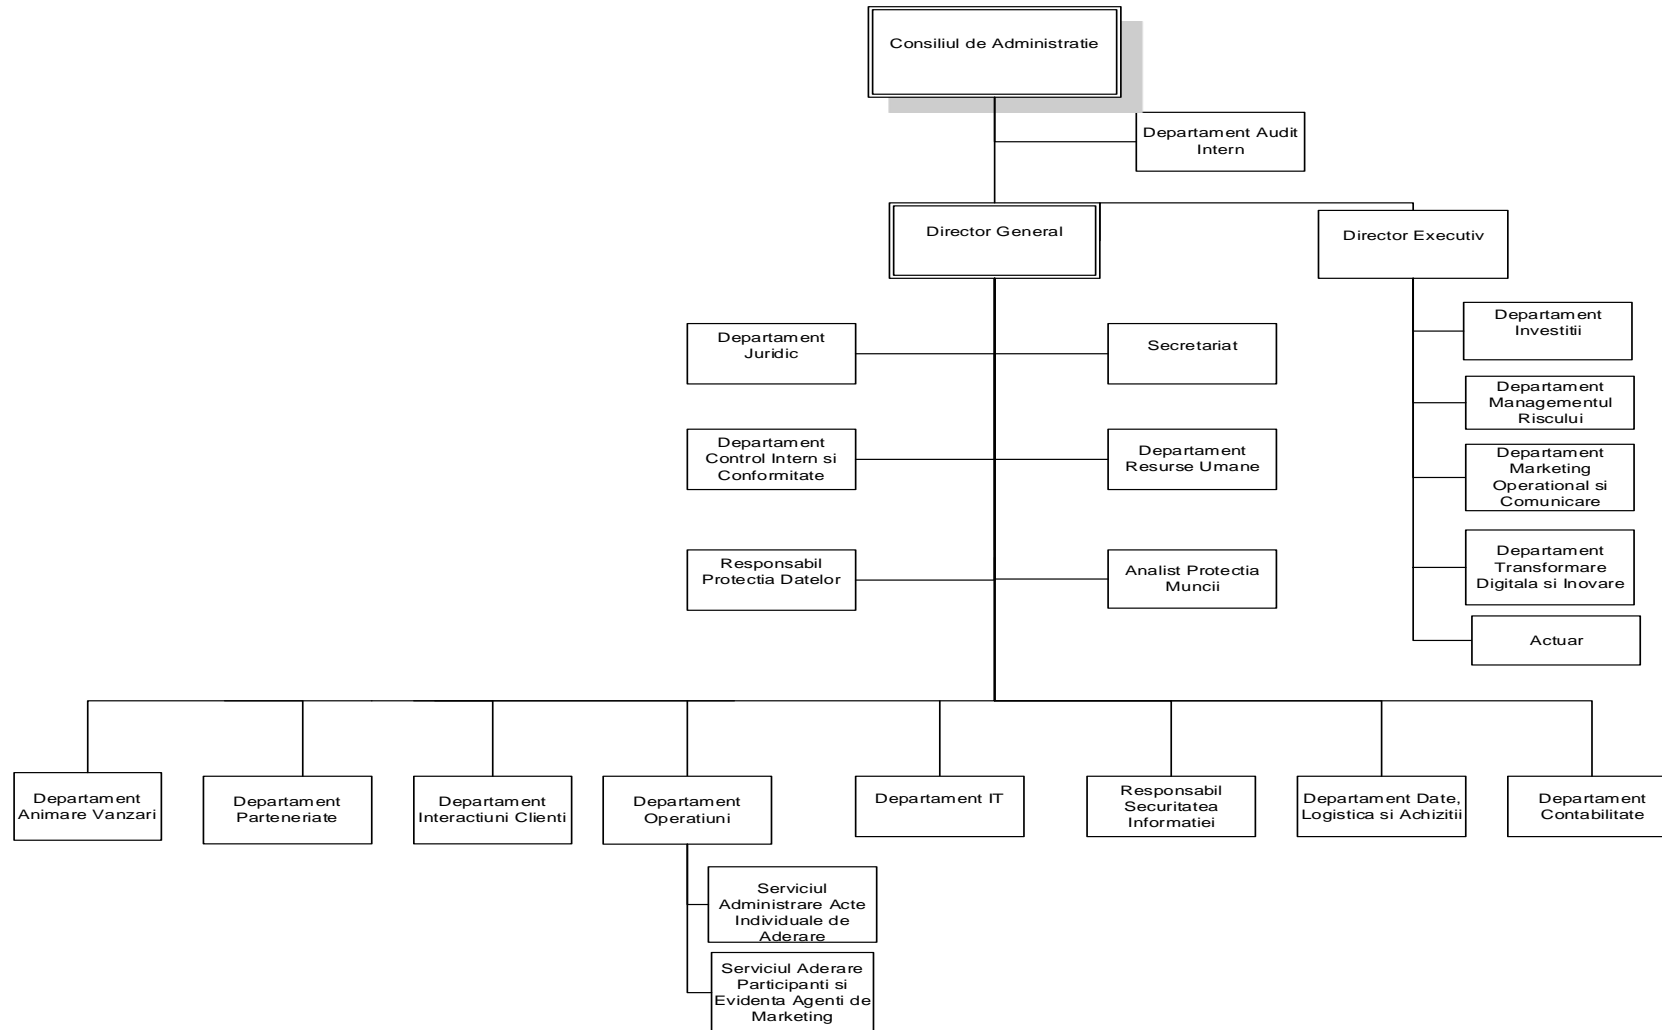 Consiliul de Administratie
Departament Audit
Intern
Director General
Director Executiv
Departament
Investitii
Departament
Juridic
Secretariat
Departament
Managementul
Riscului
Departament
Control Intern si
Conformitate
Departament
Resurse Umane
Departament
Marketing
Operational si
Comunicare
Responsabil
Protectia Datelor
Analist Protectia
Muncii
Departament
Transformare
Digitala si Inovare
Actuar
Departament
Animare Vanzari
Departament
Parteneriate
Departament
Interactiuni Clienti
Departament
Operatiuni
Departament IT
Responsabil
Securitatea
Informatiei
Departament Date,
Logistica si Achizitii
Departament
Contabilitate
Serviciul
Administrare Acte
Individuale de
Aderare
Serviciul Aderare
Participanti si
Evidenta Agenti de
Marketing